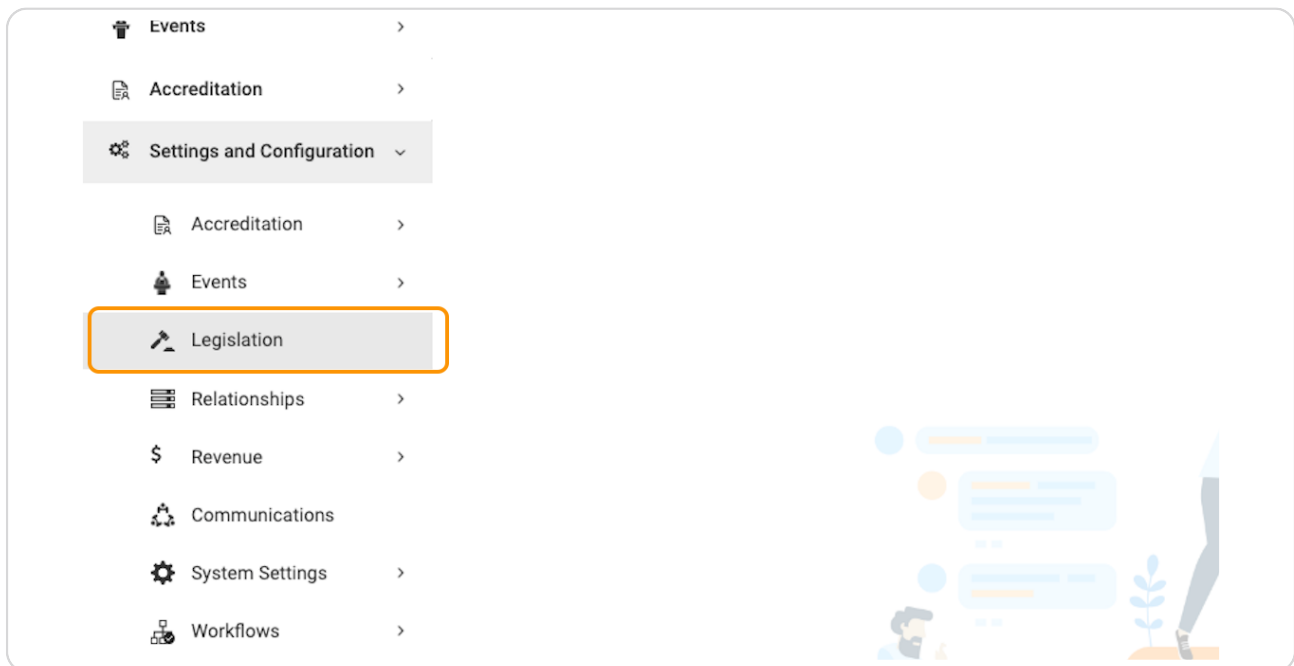 Events
Accreditation
Settings and Configuration
Accreditation
Events
Legislation
Relationships
$ Revenue
Communications
System Settings
Workflows